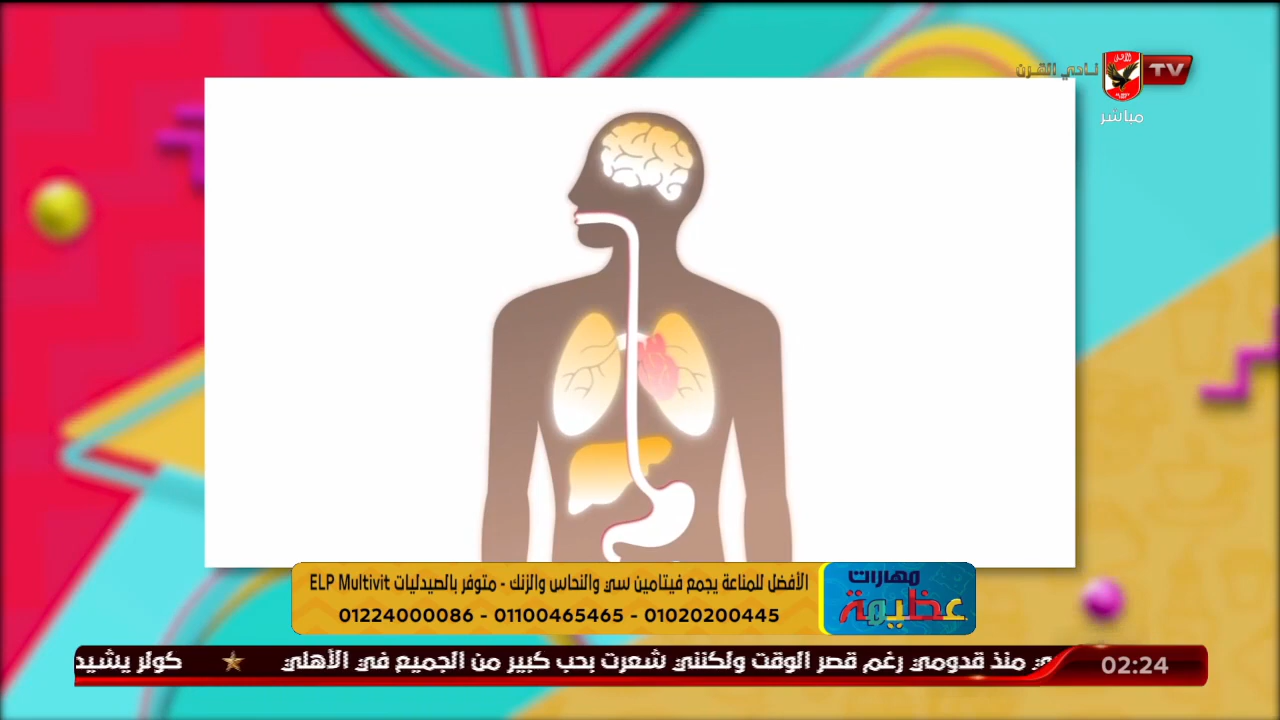 نادي القرن
TV
مباشر
الأفضل للمناعة يجمع فيتامين سي والنحاس والزنك - متوفر بالصيدليات ELP Multivit
01224000086 - 01100465465 - 01020200445
مهارات
عظيمة
منذ قدومي رغم قصر الوقت ولكنني شعرت بحب كبير من الجميع في الأهلي ★ كولر يشيد
02:24